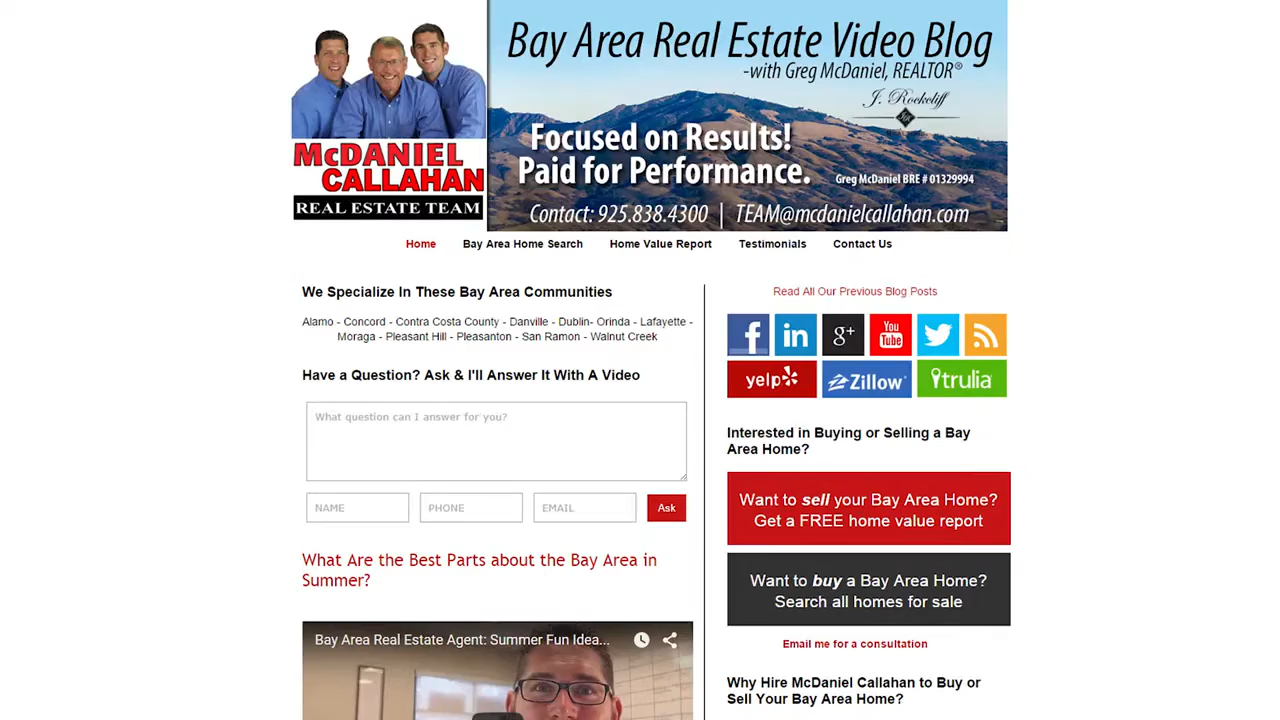 Bay Area Real Estate Video Blog
-with Greg McDaniel, REALTOR®
J. Rockcliff
Focused on Results!
Paid for Performance.
Greg McDaniel BRE # 01329994
Contact: 925.838.4300 | TEAM@mcdanielcallahan.com
McDANIEL
CALLAHAN
REAL ESTATE TEAM
Home Bay Area Home Search Home Value Report Testimonials Contact Us
We Specialize In These Bay Area Communities
Alamo - Concord - Contra Costa County - Danville - Dublin- Orinda - Lafayette -
Moraga - Pleasant Hill - Pleasanton - San Ramon - Walnut Creek
Have a Question? Ask & I'll Answer It With A Video
What question can I answer for you?
NAME PHONE EMAIL Ask
What Are the Best Parts about the Bay Area in
Summer?
Bay Area Real Estate Agent: Summer Fun Idea...
Read All Our Previous Blog Posts
f in g+ You Tube
yelp Zillow trulia
Interested in Buying or Selling a Bay
Area Home?
Want to sell your Bay Area Home?
Get a FREE home value report
Want to buy a Bay Area Home?
Search all homes for sale
Email me for a consultation
Why Hire McDaniel Callahan to Buy or
Sell Your Bay Area Home?